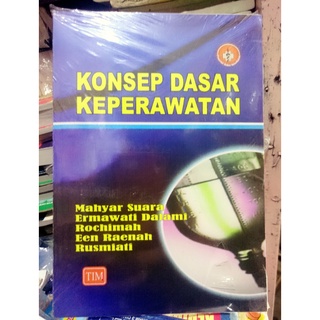 KONSEP DASAR
KEPERAWATAN
Mahyar Suara
Ermawati Dalami
Rochimah
Een Raenah
Rusmiati
TIM